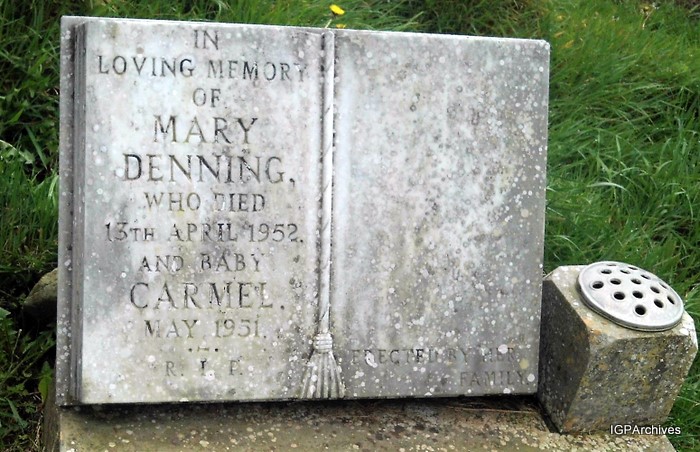 IN
LOVING MEMORY
OF
MARY
DENNING,
WHO DIED
13TH APRIL 1952.
AND BABY
CARMEL.
MAY 1951.
R. I. P.
ERECTED BY HER
FAMILY
IGPArchives